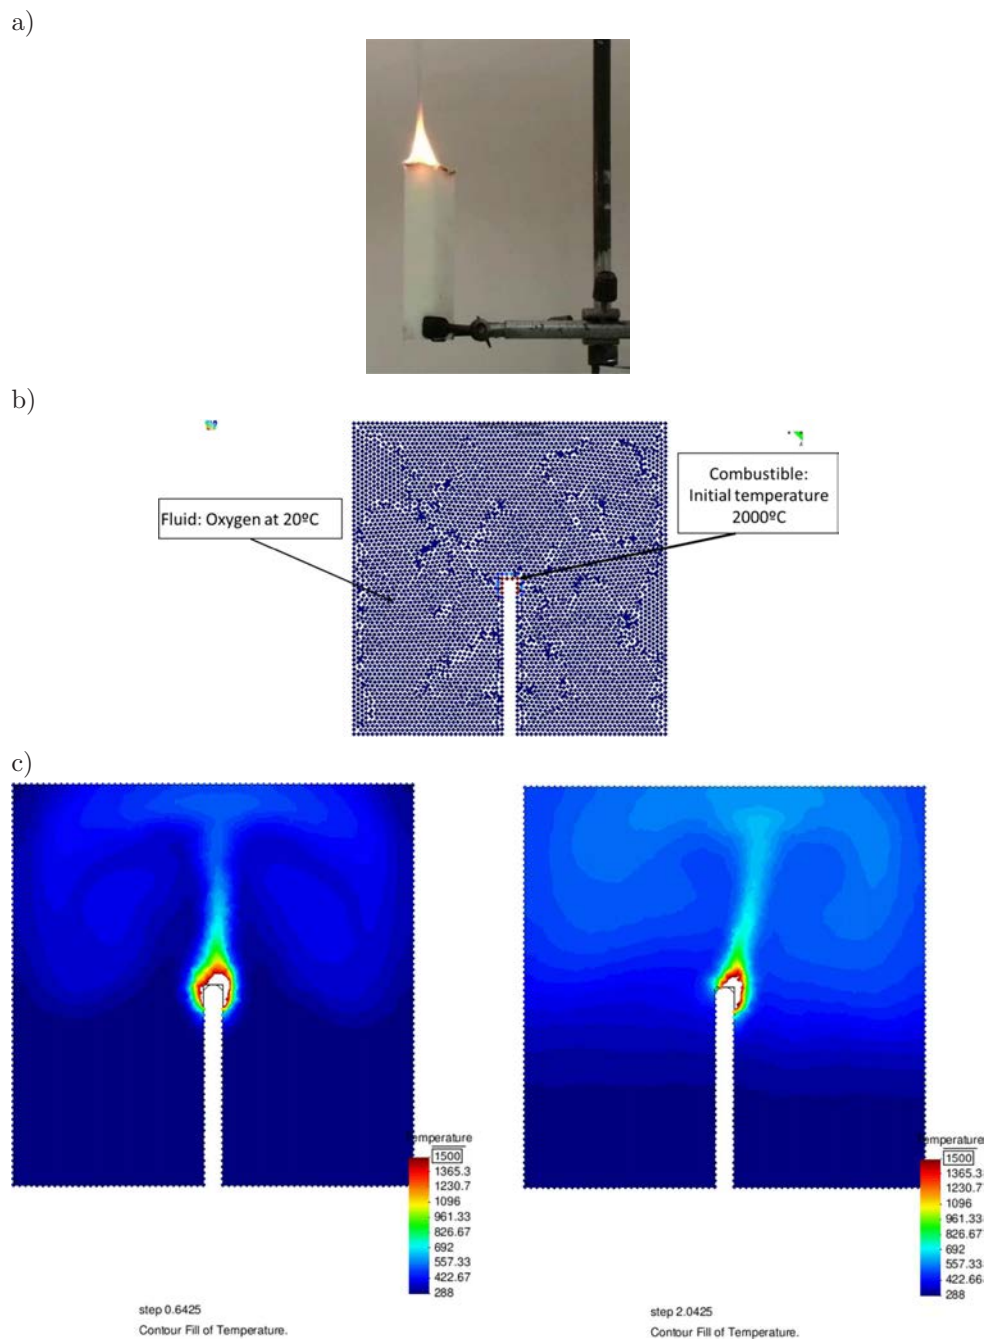 a)
b)
Fluid: Oxygen at 20ºC
Combustible:
Initial temperature
2000ºC
c)
Temperature
1500
1365.3
1230.7
1096
961.33
826.67
692
557.33
422.67
288
step 0.6425
Contour Fill of Temperature.
Temperature
1500
1365.3
1230.7
1096
961.33
826.67
692
557.33
422.66
288
step 2.0425
Contour Fill of Temperature.